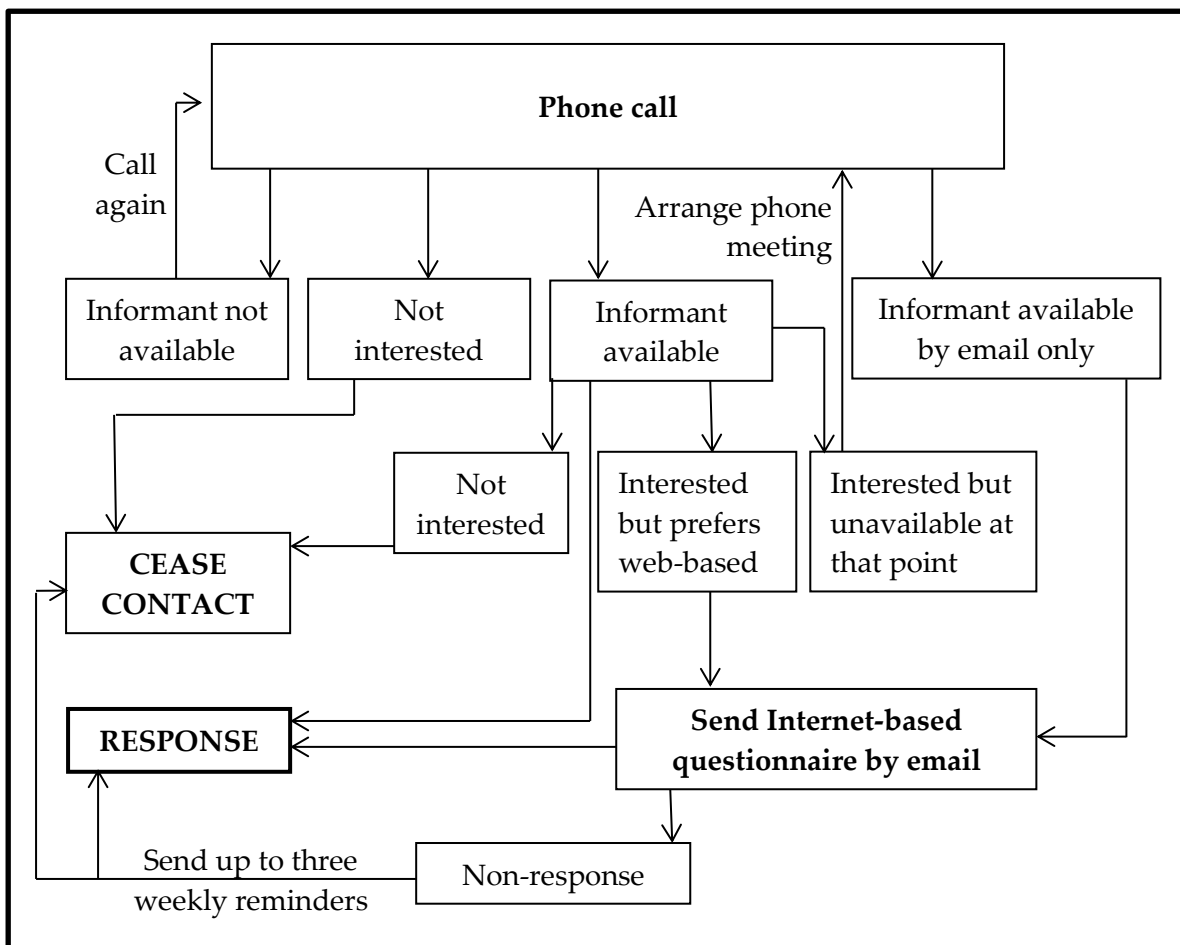 Phone call
Call
again
Arrange phone
meeting
Informant not
available
Not
interested
Informant
available
Informant available
by email only
Not
interested
Interested
but prefers
web-based
Interested but
unavailable at
that point
CEASE
CONTACT
RESPONSE
Send Internet-based
questionnaire by email
Send up to three
weekly reminders
Non-response